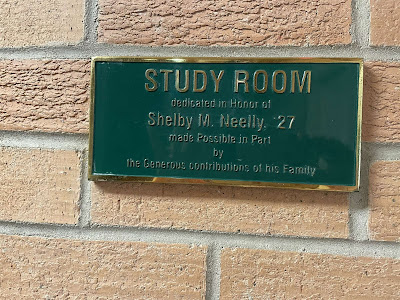 STUDY ROOM
dedicated in Honor of
Shelby M. Neelly, '27
made Possible in Part
by
the Generous contributions of his Family